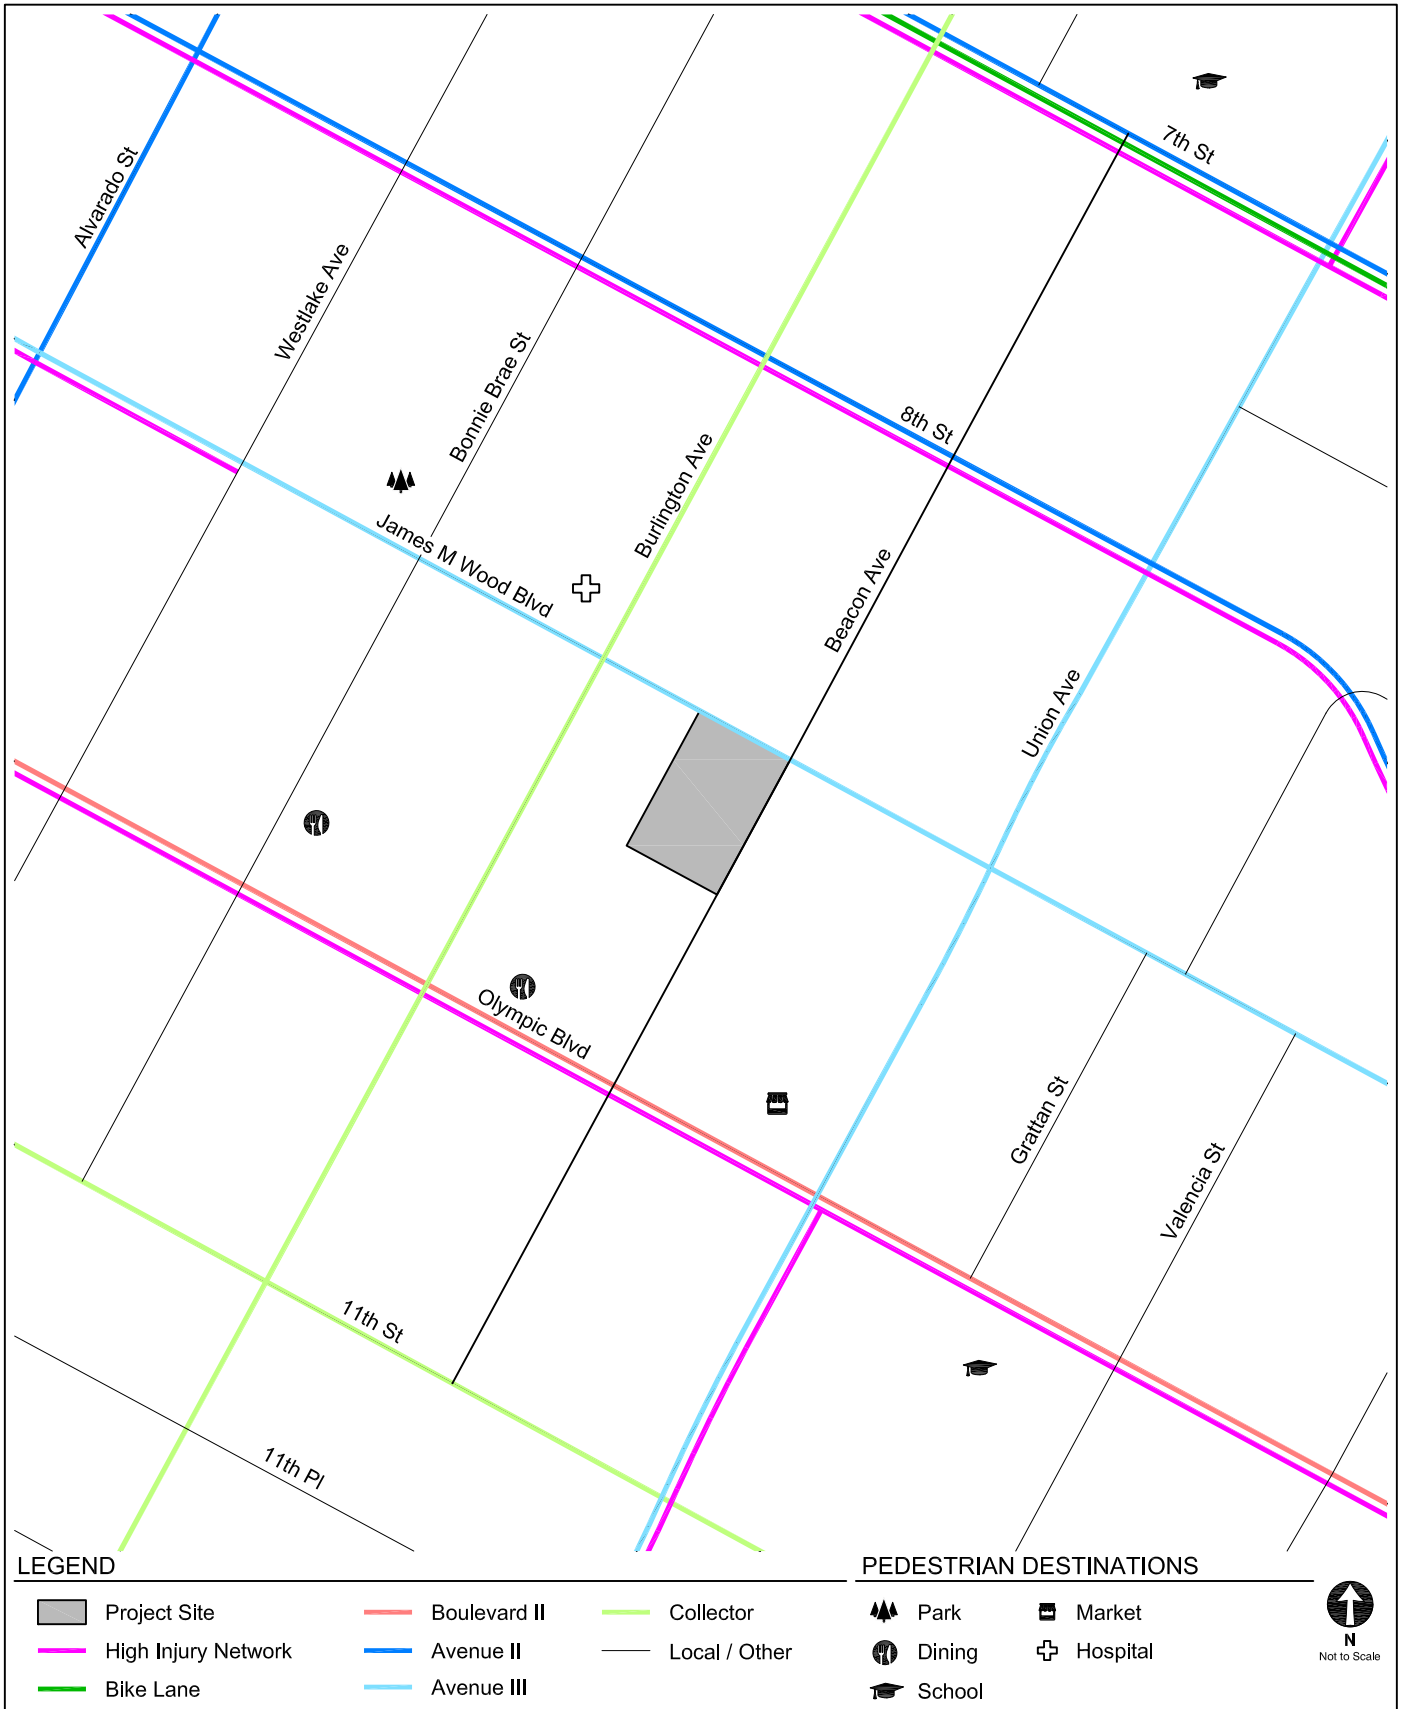 7th St
Alvarado St
Westlake Ave
Bonnie Brae St
8th St
Burlington Ave
James M Wood Blvd
Beacon Ave
Union Ave
Olympic Blvd
Grattan St
Valencia St
11th St
11th Pl
LEGEND
Project Site
High Injury Network
Bike Lane
Boulevard II
Avenue II
Avenue III
Collector
Local / Other
PEDESTRIAN DESTINATIONS
Park
Dining
School
Market
Hospital
N
Not to Scale